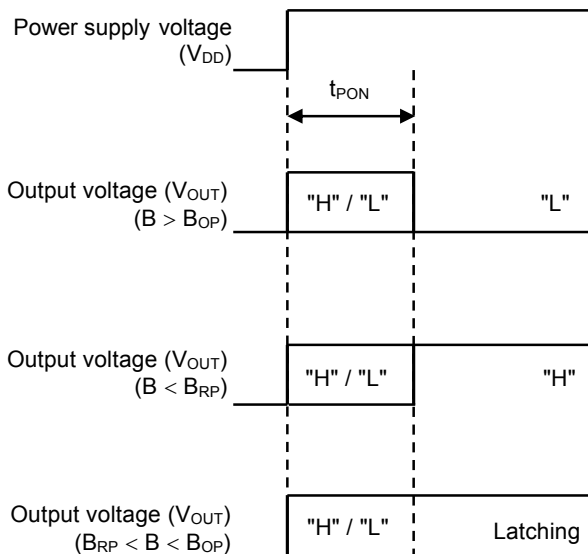 Power supply voltage
(VDD)
tPON
Output voltage (VOUT)
(B > BOP)
"H" / "L"
"L"
Output voltage (VOUT)
(B < BRP)
"H" / "L"
"H"
Output voltage (VOUT)
(BRP < B < BOP)
"H" / "L"
Latching